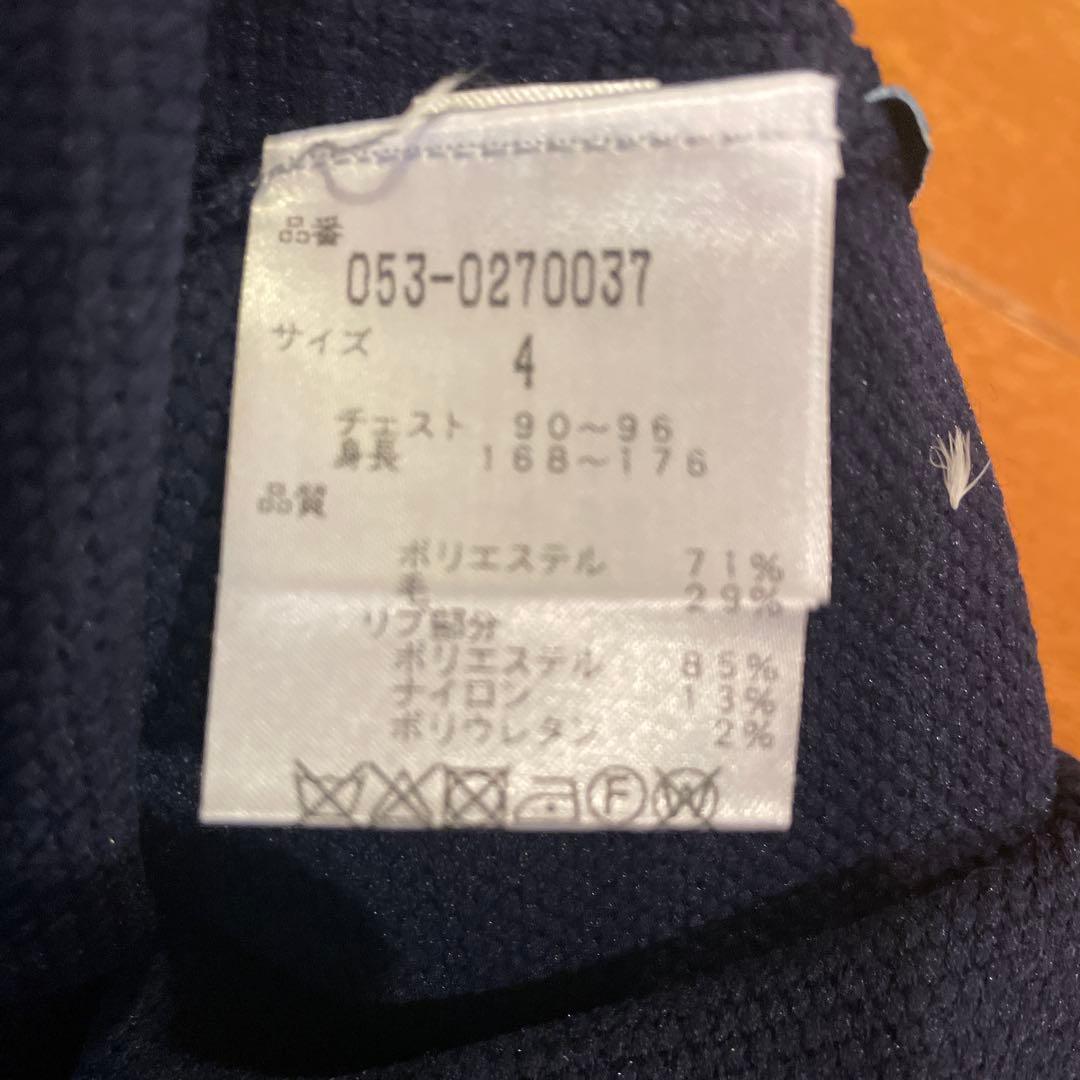 品番
053-0270037
サイズ 4
チェスト 90～96
身長 168～176
品質
ポリエステル 71%
毛 29%
リブ部分
ポリエステル 85%
ナイロン 13%
ポリウレタン 2%
F W